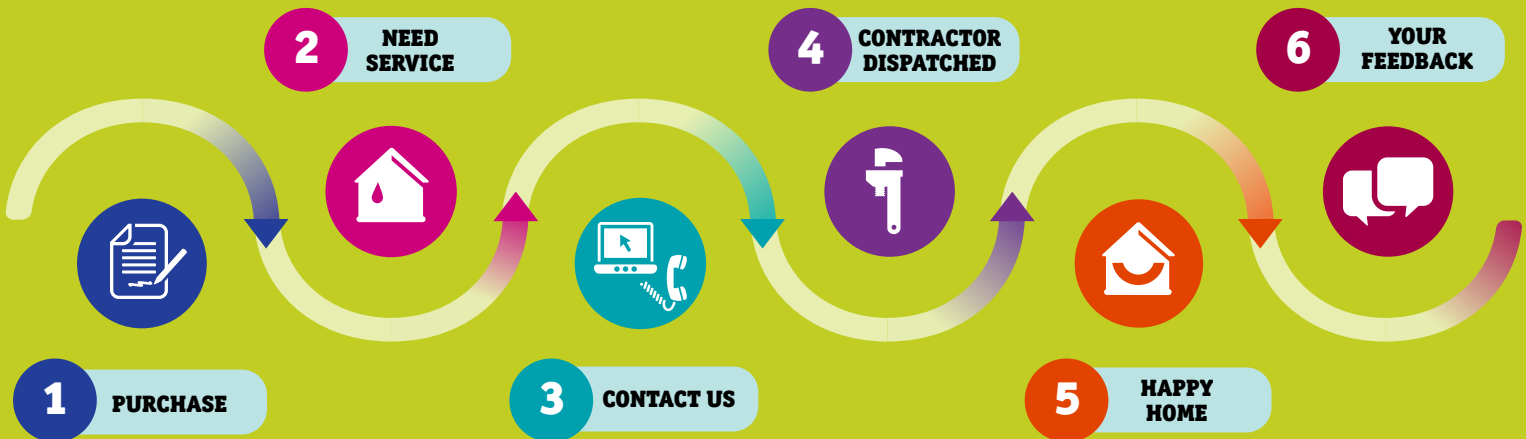 1
PURCHASE
2
NEED
SERVICE
3
CONTACT US
4
CONTRACTOR
DISPATCHED
5
HAPPY
HOME
6
YOUR
FEEDBACK